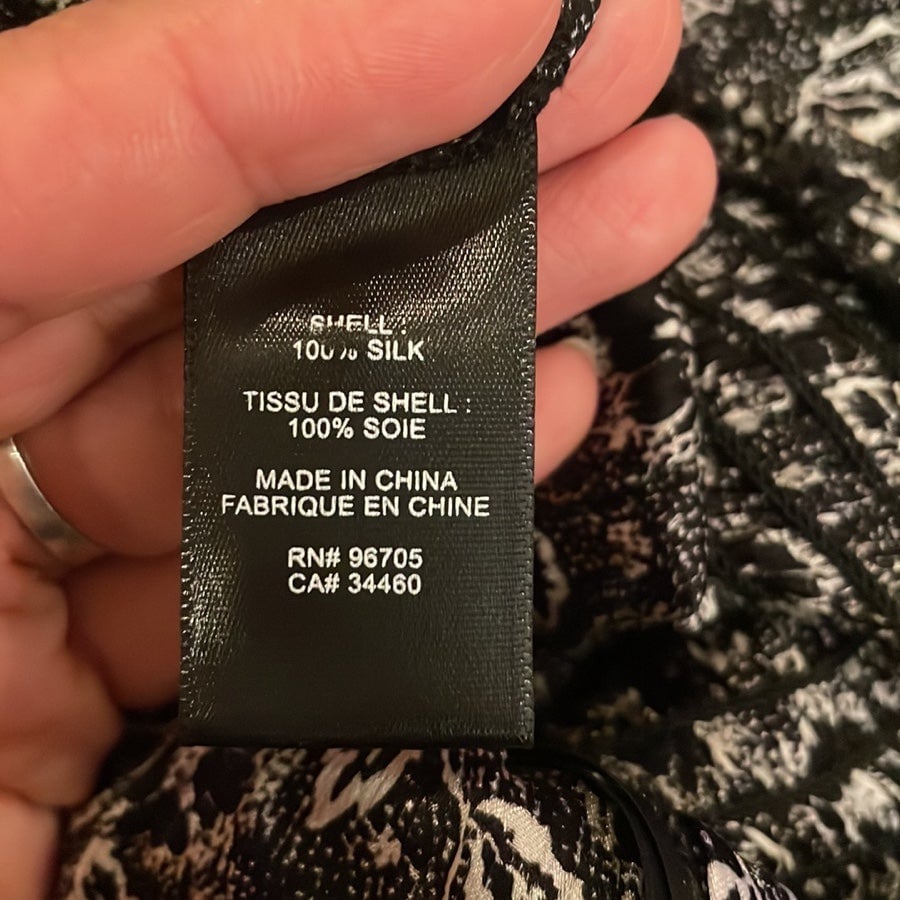 SHELL :
100% SILK
TISSU DE SHELL :
100% SOIE
MADE IN CHINA
FABRIQUE EN CHINE
RN# 96705
CA# 34460